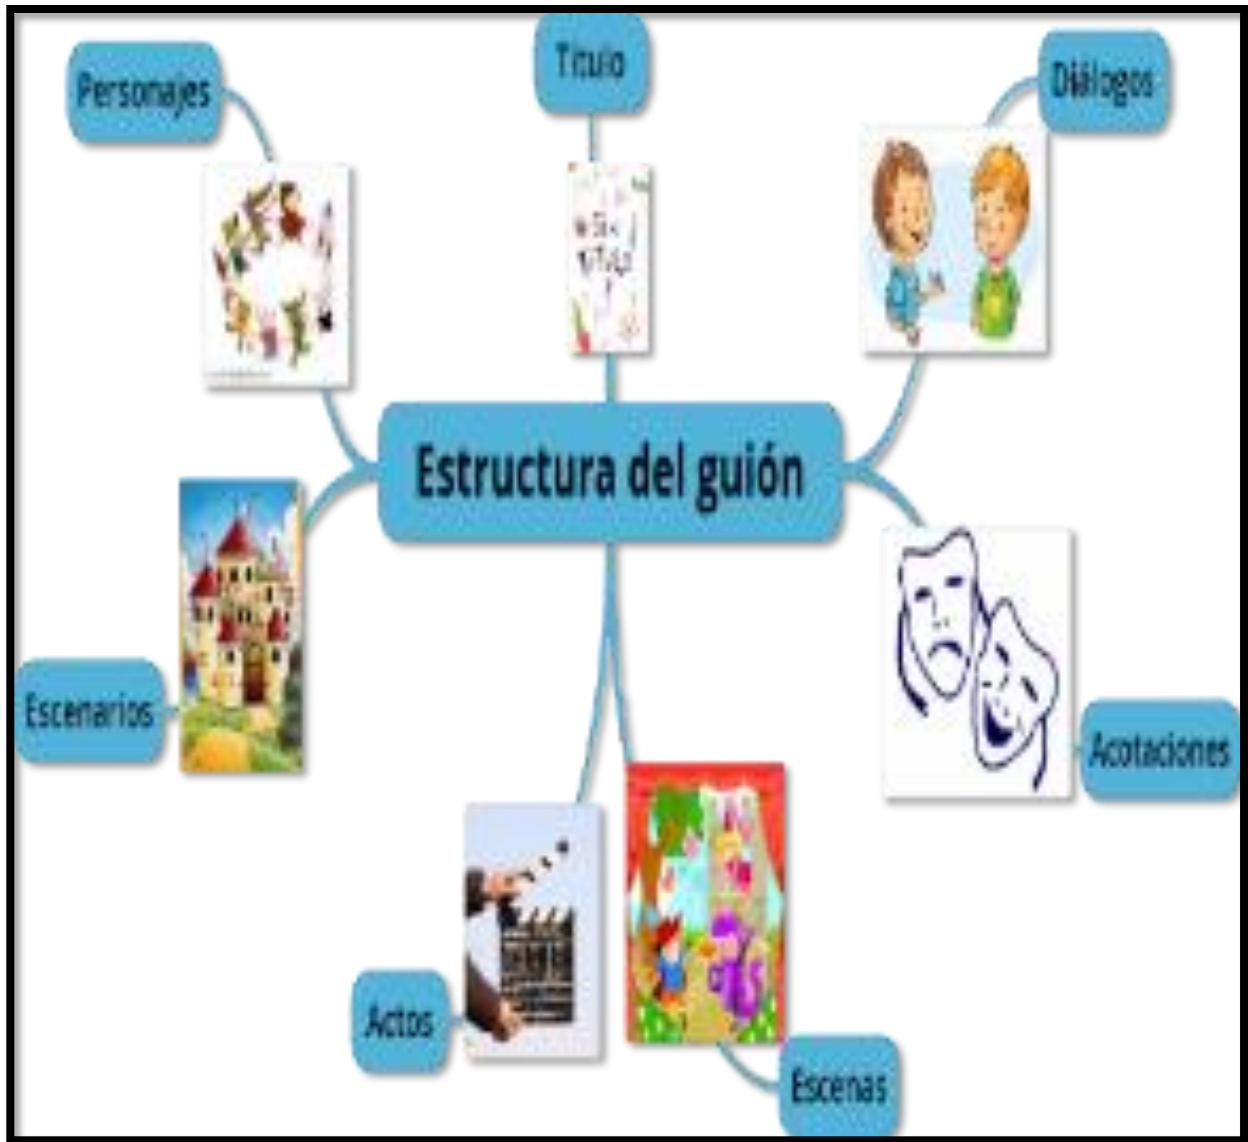 Título
Personajes
Diálogos
Estructura del guión
Escenarios
Acotaciones
Actos
Escenas